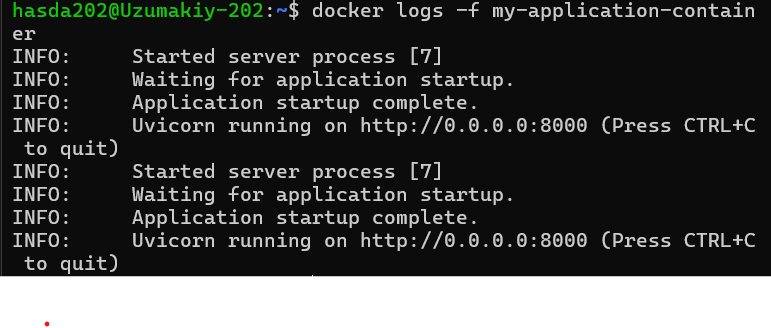 hasda202@Uzumakiy-202:~$ docker logs -f my-application-contain
er
INFO:     Started server process [7]
INFO:     Waiting for application startup.
INFO:     Application startup complete.
INFO:     Uvicorn running on http://0.0.0.0:8000 (Press CTRL+C
 to quit)
INFO:     Started server process [7]
INFO:     Waiting for application startup.
INFO:     Application startup complete.
INFO:     Uvicorn running on http://0.0.0.0:8000 (Press CTRL+C
 to quit)